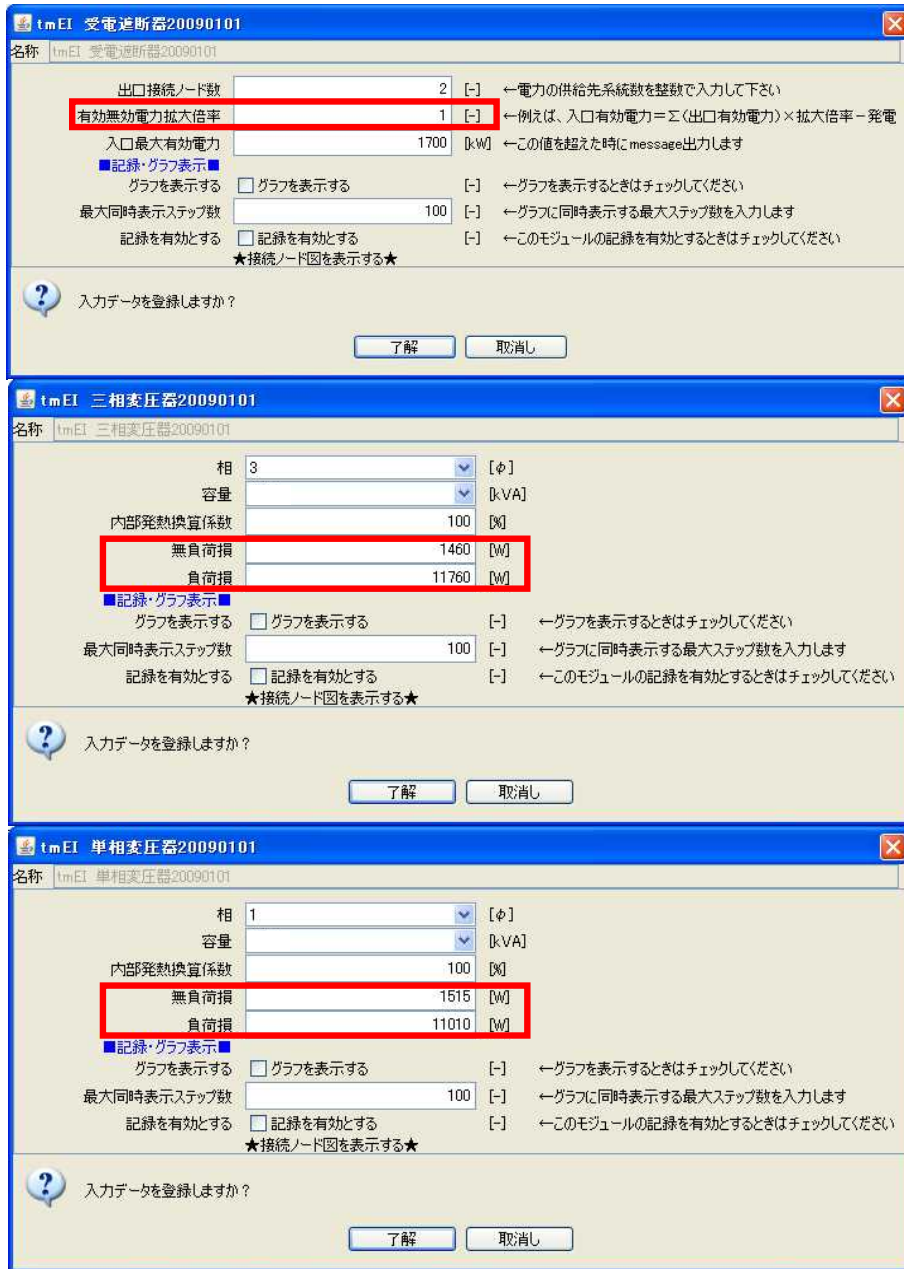 tmEI 受電遮断器20090101
名称 tmEI 受電遮断器20090101
出口接続ノード数 2 [-] ←電力の供給先系統数を整数で入力して下さい
有効無効電力拡大倍率 1 [-] ←例えば、入口有効電力=Σ(出口有効電力)×拡大倍率-発電
入口最大有効電力 1700 [kW] ←この値を超えた時にmessage出力します
■記録・グラフ表示■
グラフを表示する グラフを表示する [-] ←グラフを表示するときはチェックしてください
最大同時表示ステップ数 100 [-] ←グラフに同時表示する最大ステップ数を入力します
記録を有効とする 記録を有効とする [-] ←このモジュールの記録を有効とするときはチェックしてください
★接続ノード図を表示する★
入力データを登録しますか?
了解 取消し
tmEI 三相変圧器20090101
名称 tmEI 三相変圧器20090101
相 3 [φ]
容量 [kVA]
内部発熱換算係数 100 [%]
無負荷損 1460 [W]
負荷損 11760 [W]
■記録・グラフ表示■
グラフを表示する グラフを表示する [-] ←グラフを表示するときはチェックしてください
最大同時表示ステップ数 100 [-] ←グラフに同時表示する最大ステップ数を入力します
記録を有効とする 記録を有効とする [-] ←このモジュールの記録を有効とするときはチェックしてください
★接続ノード図を表示する★
入力データを登録しますか?
了解 取消し
tmEI 単相変圧器20090101
名称 tmEI 単相変圧器20090101
相 1 [φ]
容量 [kVA]
内部発熱換算係数 100 [%]
無負荷損 1515 [W]
負荷損 11010 [W]
■記録・グラフ表示■
グラフを表示する グラフを表示する [-] ←グラフを表示するときはチェックしてください
最大同時表示ステップ数 100 [-] ←グラフに同時表示する最大ステップ数を入力します
記録を有効とする 記録を有効とする [-] ←このモジュールの記録を有効とするときはチェックしてください
★接続ノード図を表示する★
入力データを登録しますか?
了解 取消し